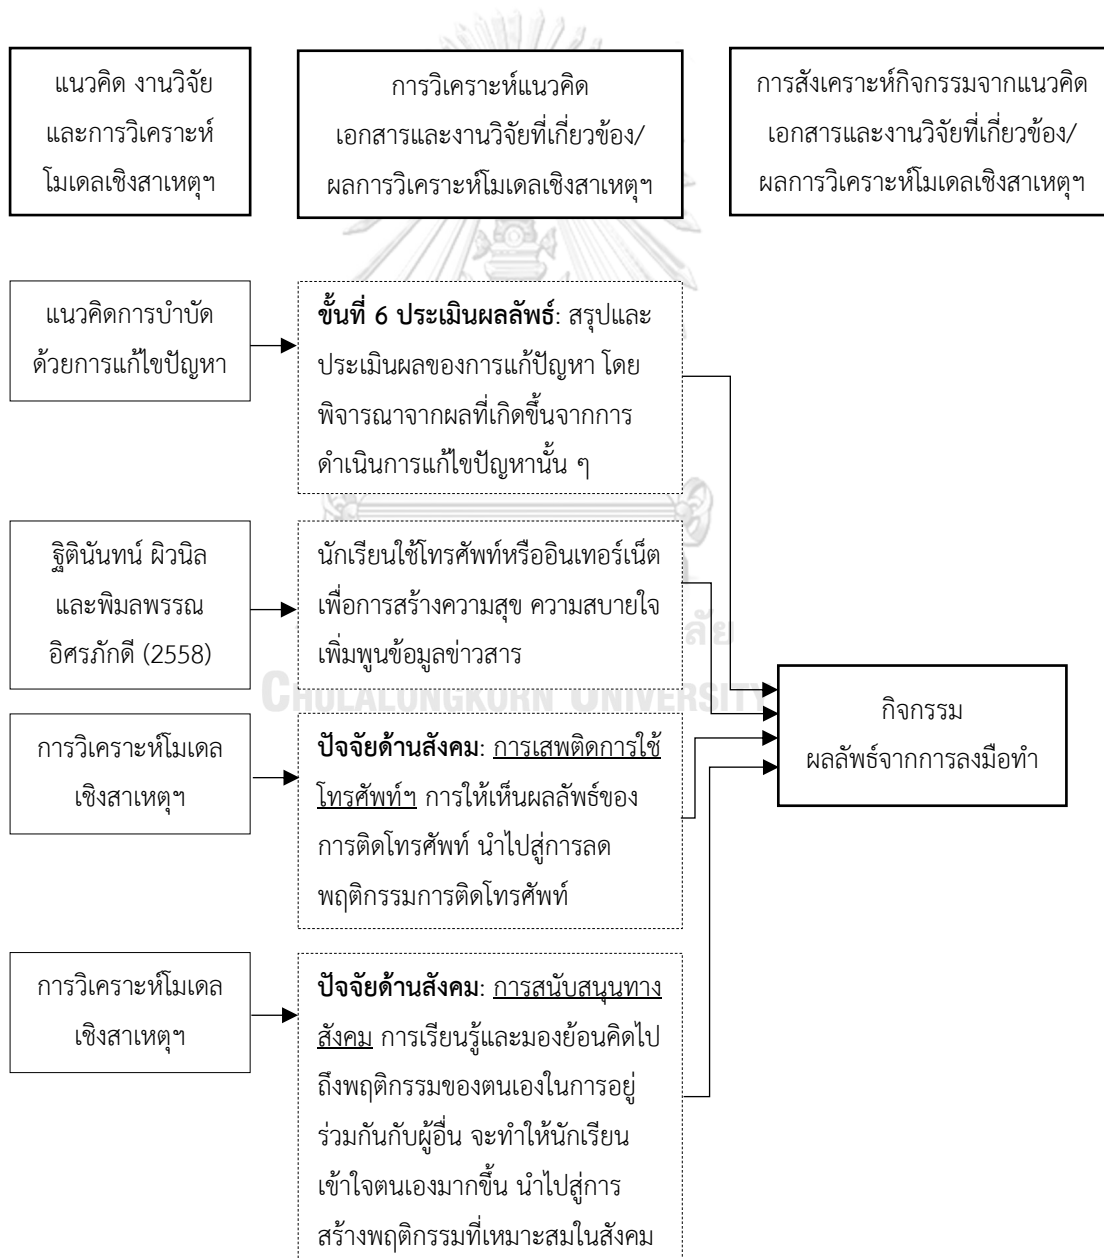 แนวคิด งานวิจัย
และการวิเคราะห์
โมเดลเชิงสาเหตุฯ
การวิเคราะห์แนวคิด
เอกสารและงานวิจัยที่เกี่ยวข้อง/
ผลการวิเคราะห์โมเดลเชิงสาเหตุฯ
การสังเคราะห์กิจกรรมจากแนวคิด
เอกสารและงานวิจัยที่เกี่ยวข้อง/
ผลการวิเคราะห์โมเดลเชิงสาเหตุฯ
แนวคิดการบำบัด
ด้วยการแก้ไขปัญหา
ขั้นที่ 6 ประเมินผลลัพธ์: สรุปและ
ประเมินผลของการแก้ปัญหา โดย
พิจารณาจากผลที่เกิดขึ้นจากการ
ดำเนินการแก้ไขปัญหานั้น ๆ
ฐิตินันทน์ ผิวนิล
และพิมลพรรณ
อิศรภักดี (2558)
นักเรียนใช้โทรศัพท์หรืออินเทอร์เน็ต
เพื่อการสร้างความสุข ความสบายใจ
เพิ่มพูนข้อมูลข่าวสาร
ลัย
CHULALONGKORN UNIVERSITY
การวิเคราะห์โมเดล
เชิงสาเหตุฯ
ปัจจัยด้านสังคม: การเสพติดการใช้
โทรศัพท์ฯ การให้เห็นผลลัพธ์ของ
การติดโทรศัพท์ นำไปสู่การลด
พฤติกรรมการติดโทรศัพท์
กิจกรรม
ผลลัพธ์จากการลงมือทำ
การวิเคราะห์โมเดล
เชิงสาเหตุฯ
ปัจจัยด้านสังคม: การสนับสนุนทาง
สังคม การเรียนรู้และมองย้อนคิดไป
ถึงพฤติกรรมของตนเองในการอยู่
ร่วมกันกับผู้อื่น จะทำให้นักเรียน
เข้าใจตนเองมากขึ้น นำไปสู่การ
สร้างพฤติกรรมที่เหมาะสมในสังคม